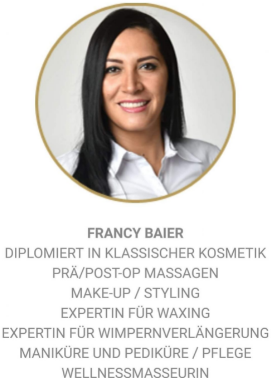 FRANCY BAIER
DIPLOMIERT IN KLASSISCHER KOSMETIK
PRÄ/POST-OP MASSAGEN
MAKE-UP / STYLING
EXPERTIN FÜR WAXING
EXPERTIN FÜR WIMPERNVERLÄNGERUNG
MANIKÜRE UND PEDIKÜRE / PFLEGE
WELLNESSMASSEURIN